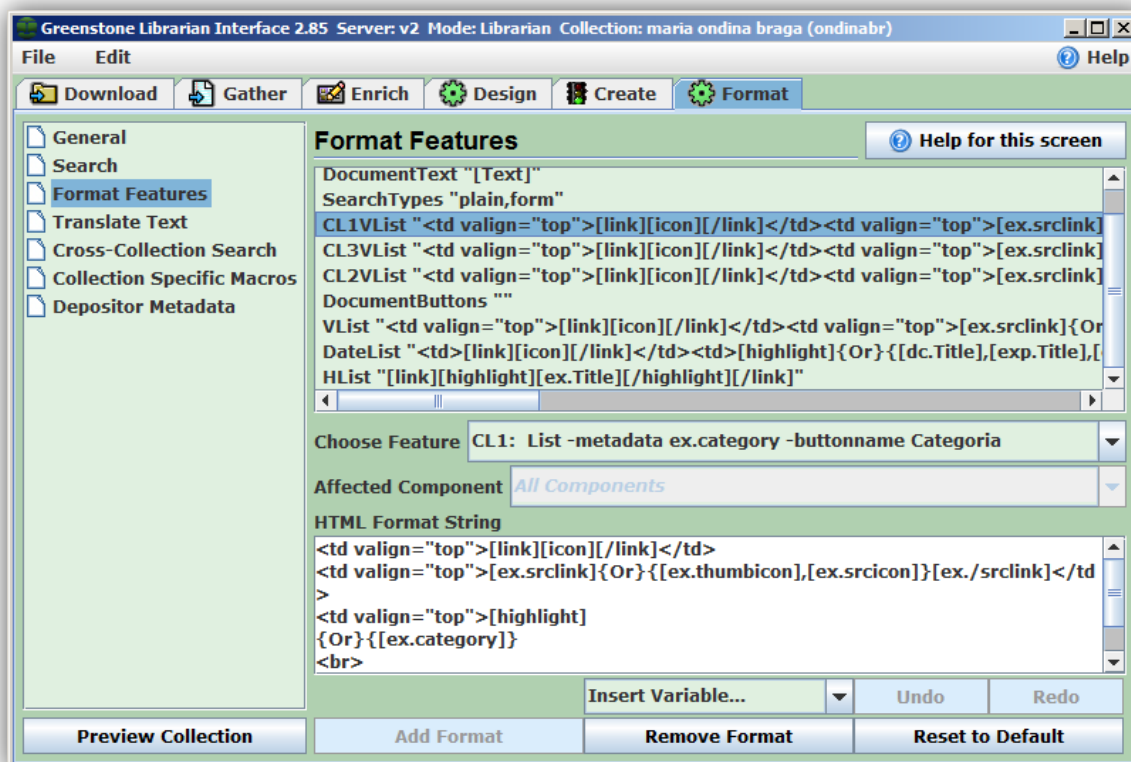 Greenstone Librarian Interface 2.85 Server: v2 Mode: Librarian Collection: maria ondina braga (ondinabr)
File Edit Help
Download Gather Enrich Design Create Format
General
Search
Format Features
Translate Text
Cross-Collection Search
Collection Specific Macros
Depositor Metadata
Format Features Help for this screen
DocumentText "[Text]"
SearchTypes "plain,form"
CL1VList "<td valign="top">[link][icon][/link]</td><td valign="top">[ex.srclink]
CL3VList "<td valign="top">[link][icon][/link]</td><td valign="top">[ex.srclink]
CL2VList "<td valign="top">[link][icon][/link]</td><td valign="top">[ex.srclink]
DocumentButtons ""
VList "<td valign="top">[link][icon][/link]</td><td valign="top">[ex.srclink]{Or
DateList "<td>[link][icon][/link]</td><td>[highlight]{Or}{[dc.Title],[exp.Title],[
HList "[link][highlight][ex.Title][/highlight][/link]"
Choose Feature CL1: List -metadata ex.category -buttonname Categoria
Affected Component All Components
HTML Format String
<td valign="top">[link][icon][/link]</td>
<td valign="top">[ex.srclink]{Or}{[ex.thumbicon],[ex.srcicon]}[ex./srclink]</td
>
<td valign="top">[highlight]
{Or}{[ex.category]}
<br>
Insert Variable... Undo Redo
Preview Collection Add Format Remove Format Reset to Default